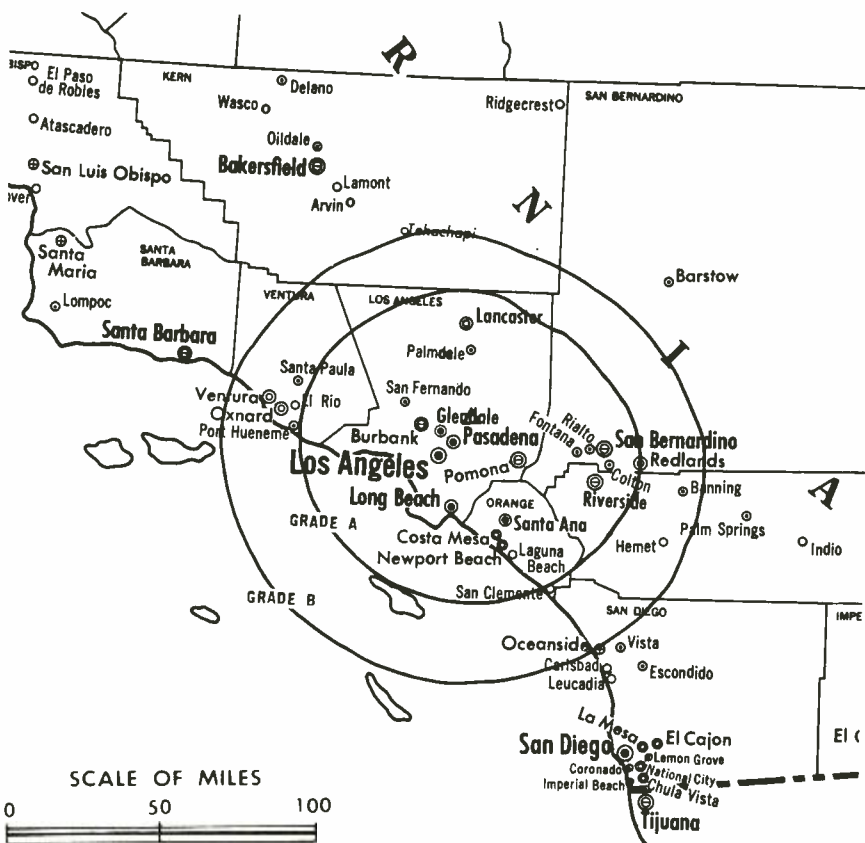 R
BISPO
El Paso
de Robles
KERN
Delano
Wasco
Ridgecrest
SAN BERNARDINO
Atascadero
Oildale
Bakersfield
San Luis Obispo
Lamont
Arvin
over
N
Tehachapi
Santa
Maria
SANTA
BARBARA
Barstow
Lompoc
VENTURA
LOS ANGELES
Lancaster
Santa Barbara
I
Palmdale
Santa Paula
San Fernando
Ventura
El Rio
Oxnard
Port Hueneme
Burbank
Glendale
Pasadena
Los Angeles
Pomona
Fontana
Rialto
San Bernardino
Redlands
Colton
Riverside
Banning
A
Long Beach
ORANGE
GRADE A
Santa Ana
Costa Mesa
Newport Beach
Laguna
Beach
Palm Springs
Hemet
Indio
San Clemente
GRADE B
SAN DIEGO
IMPE
Oceanside
Vista
Carlsbad
Escondido
Leucadia
La Mesa
El Cajon
El C
San Diego
Lemon Grove
Coronado
National City
Imperial Beach
Chula Vista
Tijuana
SCALE OF MILES
0 50 100